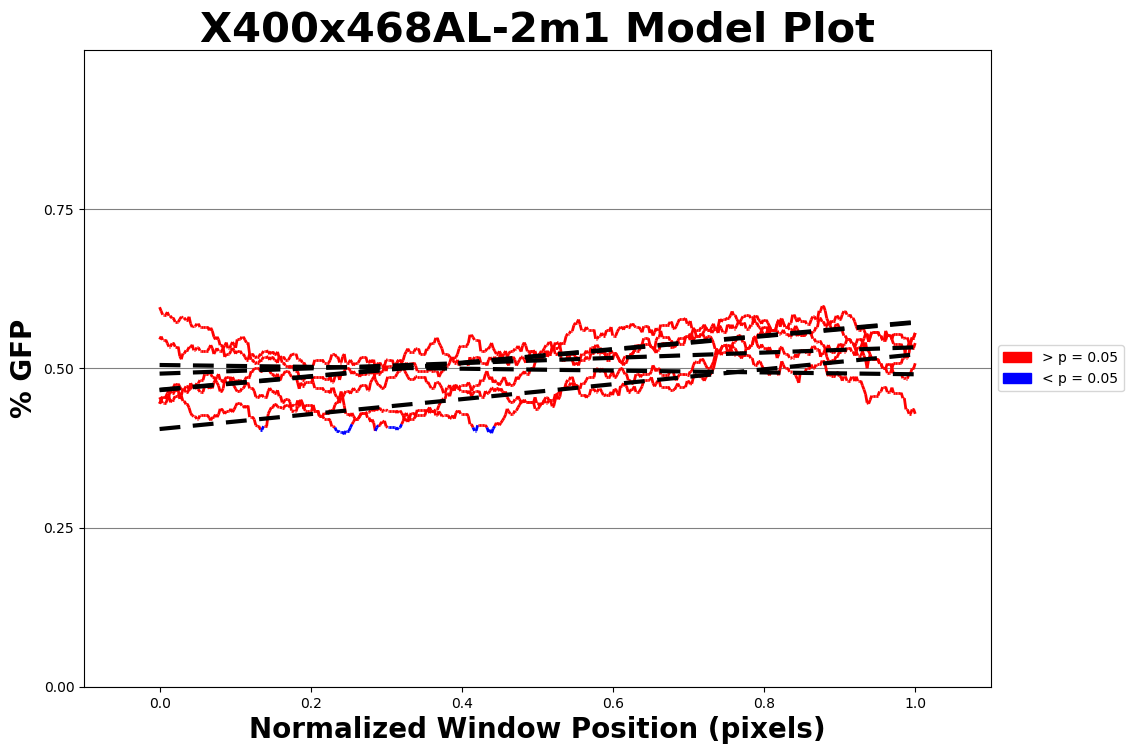 X400x468AL-2m1 Model Plot
% GFP
0.75
0.50
0.25
0.00
0.0 0.2 0.4 0.6 0.8 1.0
Normalized Window Position (pixels)
> p = 0.05
< p = 0.05